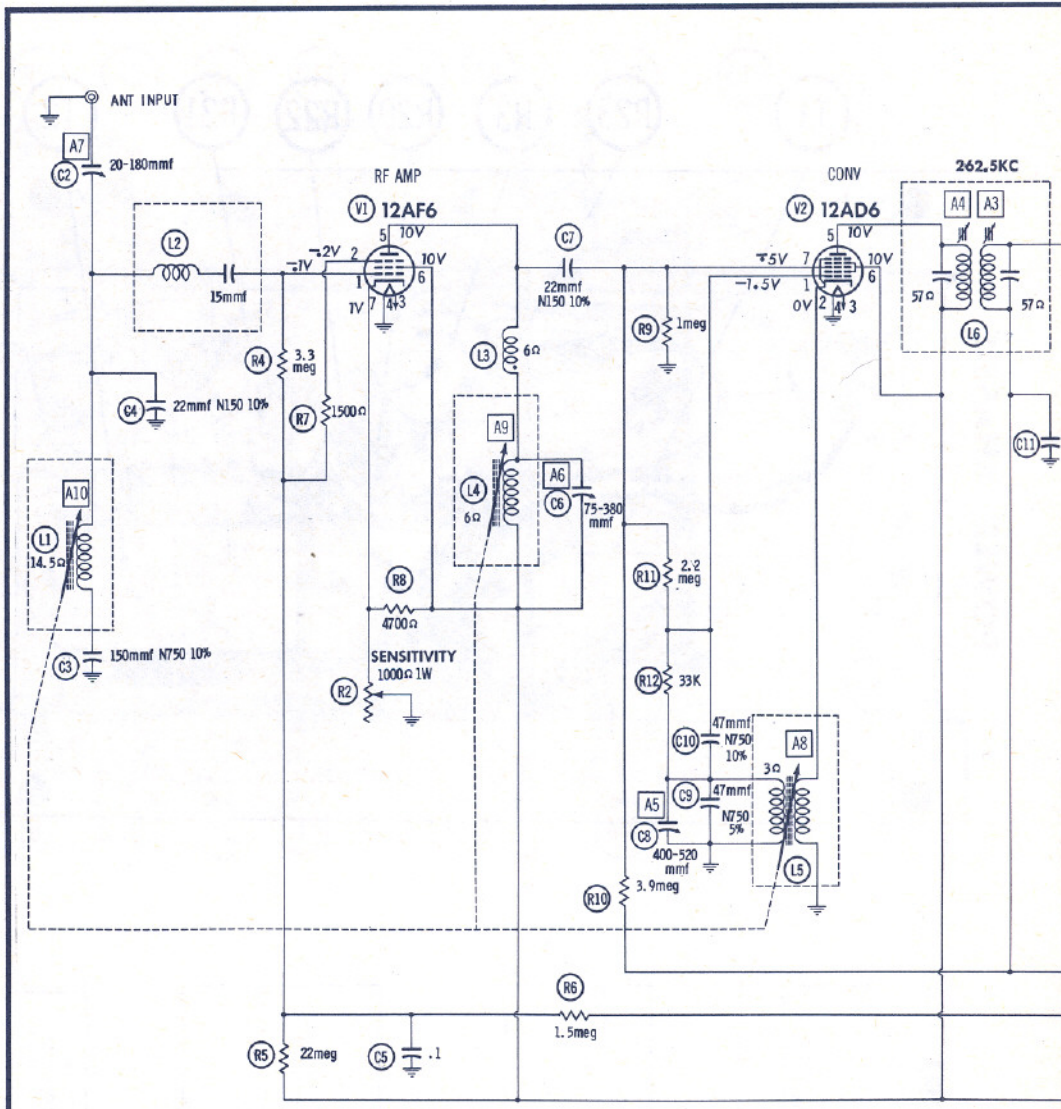 ANT INPUT
A7
C2
20-180mmf
L2
15mmf
C4
22mmf N150 10%
A10
L1
14.5Ω
C3
150mmf N750 10%
R4
3.3
meg
R7
1500Ω
RF AMP
V1 12AF6
5 10V
-.2V 2
-.1V 1
10V
6
1V 7 4 3
C7
22mmf
N150 10%
L3
6Ω
A9
L4
6Ω
A6
C6
75-380
mmf
R8
4700Ω
SENSITIVITY
1000Ω 1W
R2
R9
1meg
CONV
V2 12AD6
5 10V
7
-1.5V 1
10V
6
0V 2 4 3
262.5KC
A4
A3
57Ω
57Ω
L6
C11
R11
2.2
meg
R12
33K
C10
47mmf
N750
10%
C9
47mmf
N750
5%
A5
C8
400-520
mmf
A8
3Ω
L5
R10
3.9meg
R6
1.5meg
R5
22meg
C5
.1